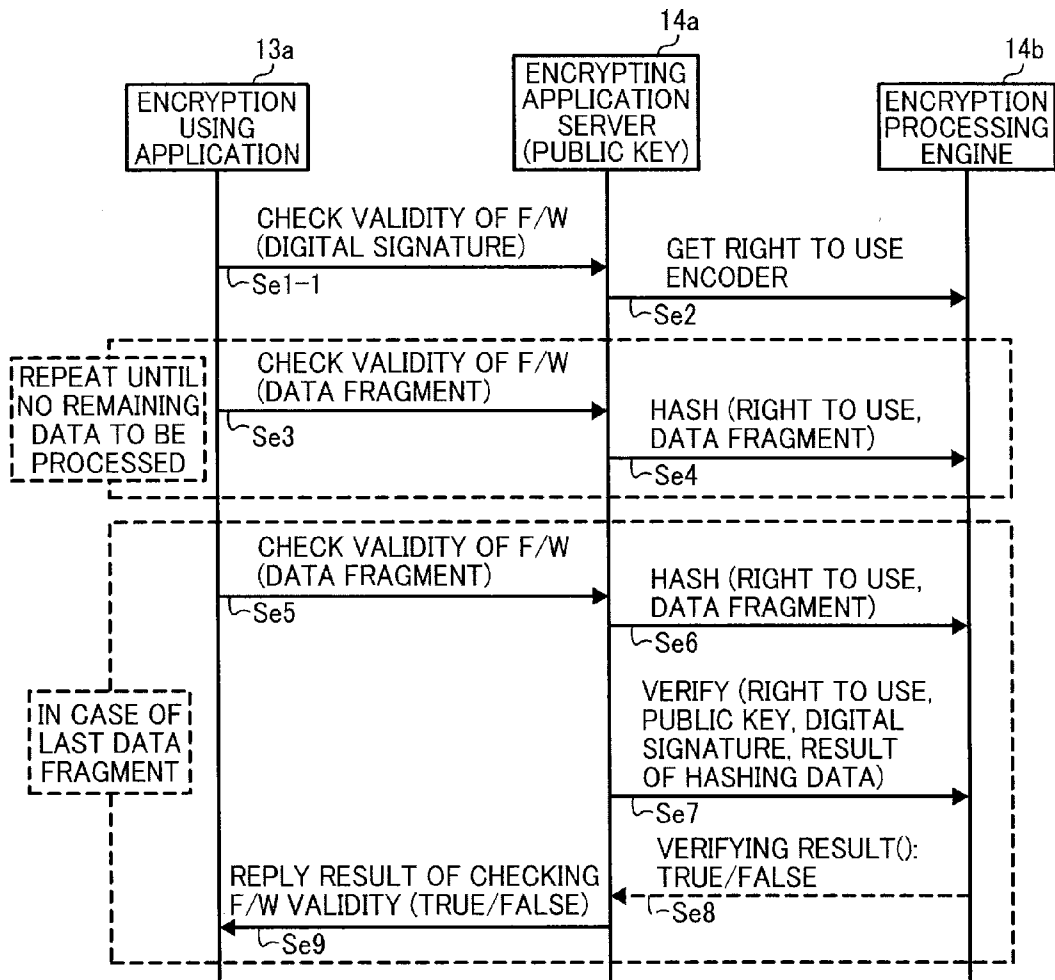 13a
14a
14b
ENCRYPTION
USING
APPLICATION
ENCRYPTING
APPLICATION
SERVER
(PUBLIC KEY)
ENCRYPTION
PROCESSING
ENGINE
CHECK VALIDITY OF F/W
(DIGITAL SIGNATURE)
Se1-1
GET RIGHT TO USE
ENCODER
Se2
REPEAT UNTIL
NO REMAINING
DATA TO BE
PROCESSED
CHECK VALIDITY OF F/W
(DATA FRAGMENT)
Se3
HASH (RIGHT TO USE,
DATA FRAGMENT)
Se4
CHECK VALIDITY OF F/W
(DATA FRAGMENT)
Se5
HASH (RIGHT TO USE,
DATA FRAGMENT)
Se6
IN CASE OF
LAST DATA
FRAGMENT
VERIFY (RIGHT TO USE,
PUBLIC KEY, DIGITAL
SIGNATURE, RESULT
OF HASHING DATA)
Se7
VERIFYING RESULT():
TRUE/FALSE
Se8
REPLY RESULT OF CHECKING
F/W VALIDITY (TRUE/FALSE)
Se9